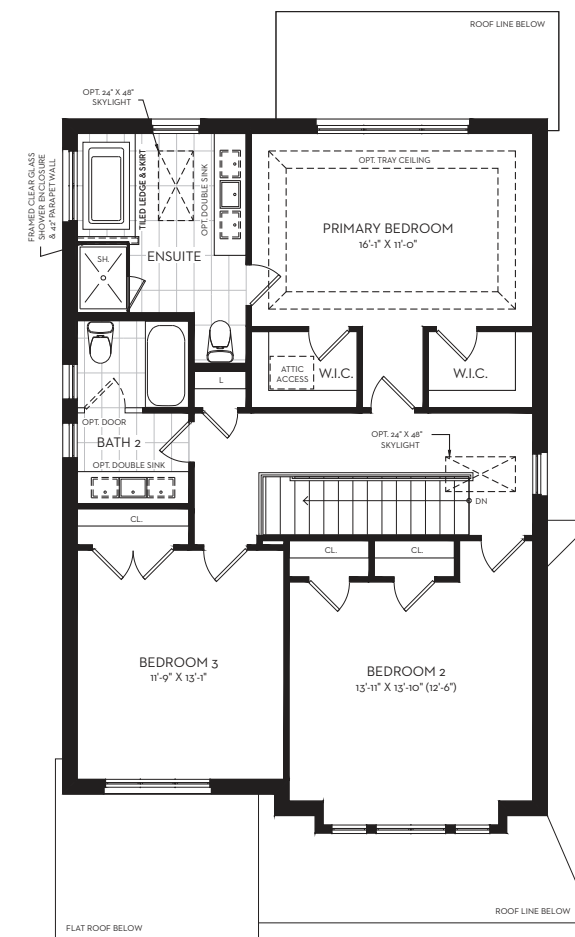 ROOF LINE BELOW
OPT. 24" X 48"
SKYLIGHT
FRAMED CLEAR GLASS
SHOWER ENCLOSURE
& 42" PARAPET WALL
TILED LEDGE & SKIRT
OPT. DOUBLE SINK
OPT. TRAY CEILING
PRIMARY BEDROOM
16'-1" X 11'-0"
ENSUITE
SH.
ATTIC
ACCESS
W.I.C.
W.I.C.
L
OPT. DOOR
BATH 2
OPT. DOUBLE SINK
OPT. 24" X 48"
SKYLIGHT
DN
CL.
CL.
CL.
BEDROOM 3
11'-9" X 13'-1"
BEDROOM 2
13'-11" X 13'-10" (12'-6")
ROOF LINE BELOW
FLAT ROOF BELOW